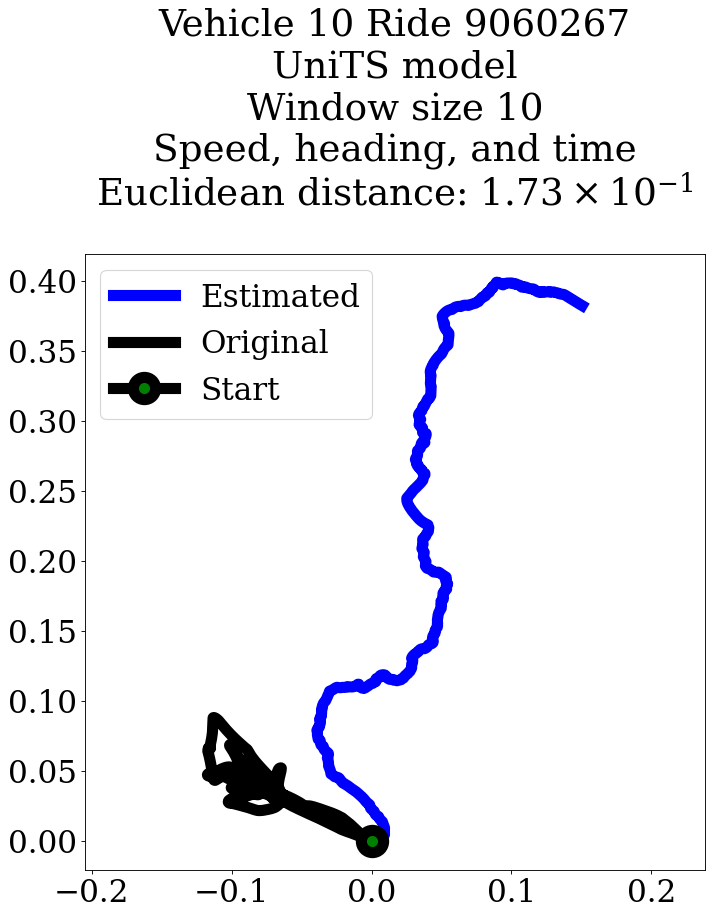 Vehicle 10 Ride 9060267
UniTS model
Window size 10
Speed, heading, and time
Euclidean distance: 1.73 × 10⁻¹
Estimated
Original
Start
0.40
0.35
0.30
0.25
0.20
0.15
0.10
0.05
0.00
−0.2 −0.1 0.0 0.1 0.2